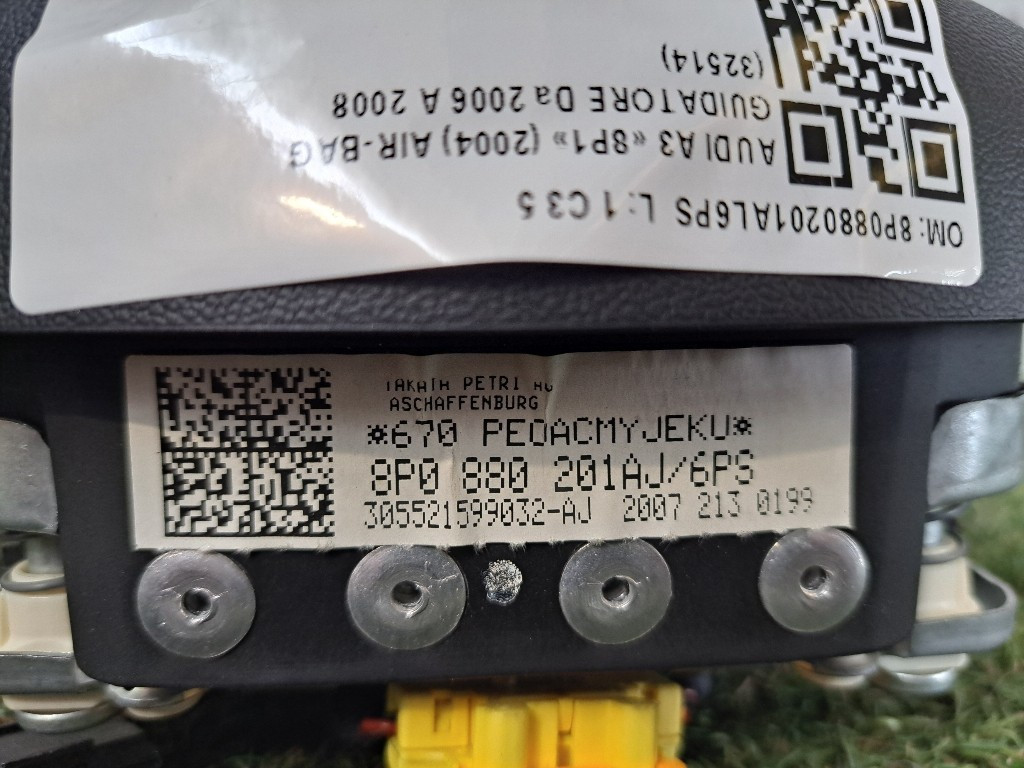 OM: 8P0880201AL6PS L: 1 C3 5
AUDI A3 «8P1» (2004) AIR-BAG
GUIDATORE Da 2006 A 2008
(32514)
TAKATA PETRI AG
ASCHAFFENBURG
*670 PEOACMYJEKU*
8P0 880 201AJ/6PS
305521599032-AJ 2007 213 0199